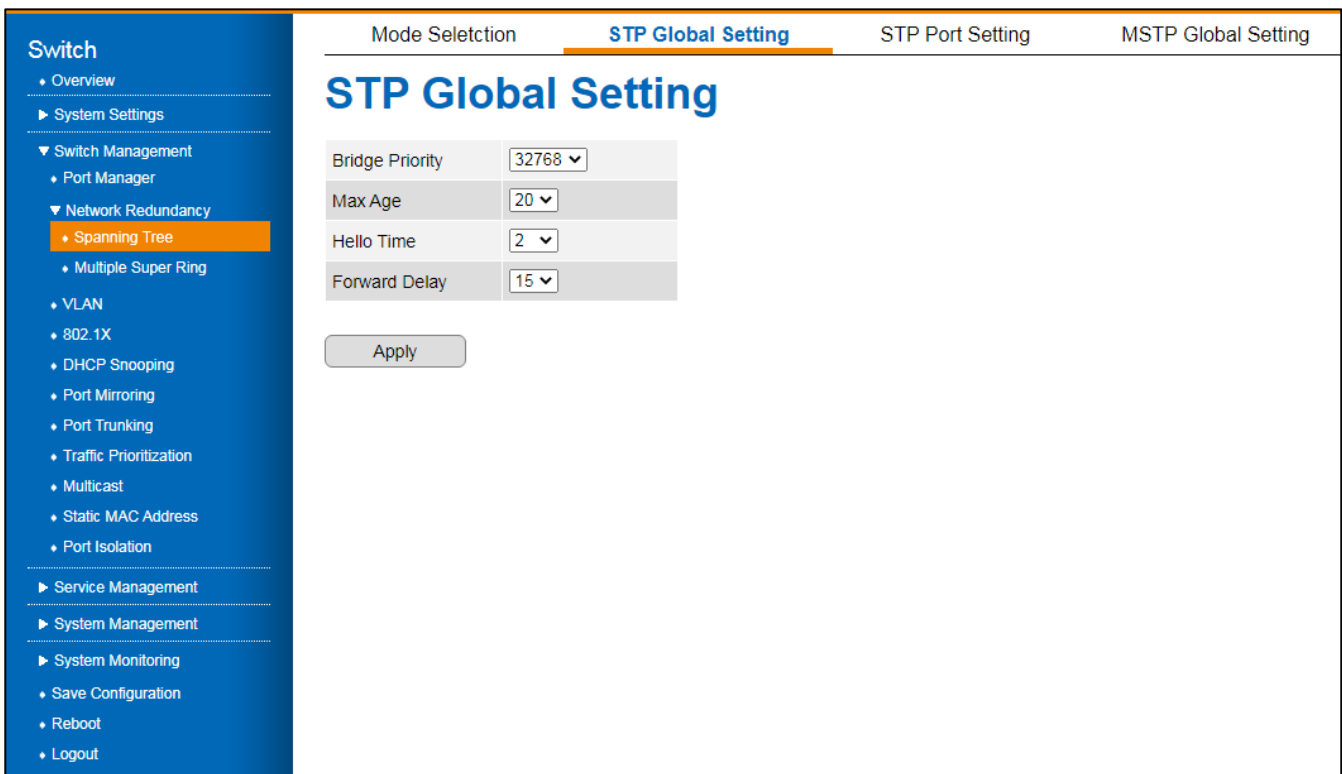 Switch
Overview
System Settings
Switch Management
Port Manager
Network Redundancy
Spanning Tree
Multiple Super Ring
VLAN
802.1X
DHCP Snooping
Port Mirroring
Port Trunking
Traffic Prioritization
Multicast
Static MAC Address
Port Isolation
Service Management
System Management
System Monitoring
Save Configuration
Reboot
Logout
Mode Seletction STP Global Setting STP Port Setting MSTP Global Setting
STP Global Setting
Bridge Priority 32768
Max Age 20
Hello Time 2
Forward Delay 15
Apply